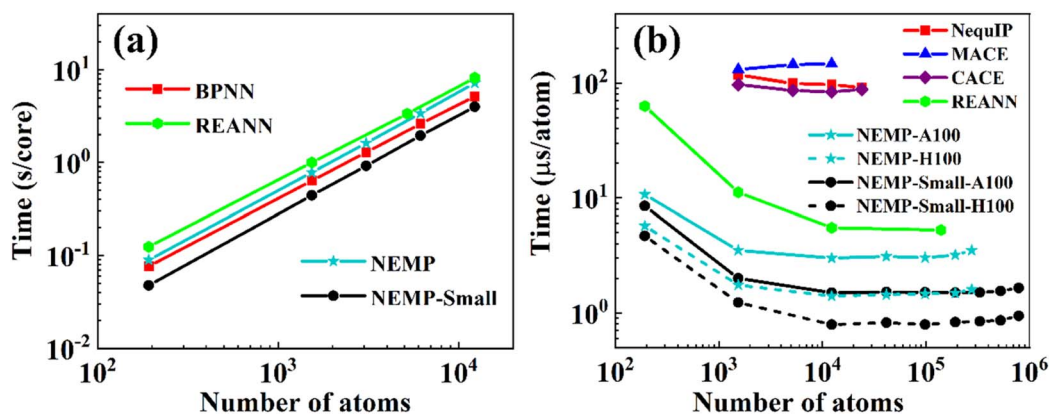 (a)
BPNN
REANN
NEMP
NEMP-Small
Time (s/core)
10^1
10^0
10^-1
10^-2
10^2
10^3
10^4
Number of atoms
(b)
NequIP
MACE
CACE
REANN
NEMP-A100
NEMP-H100
NEMP-Small-A100
NEMP-Small-H100
Time (μs/atom)
10^2
10^1
10^0
10^2
10^3
10^4
10^5
10^6
Number of atoms